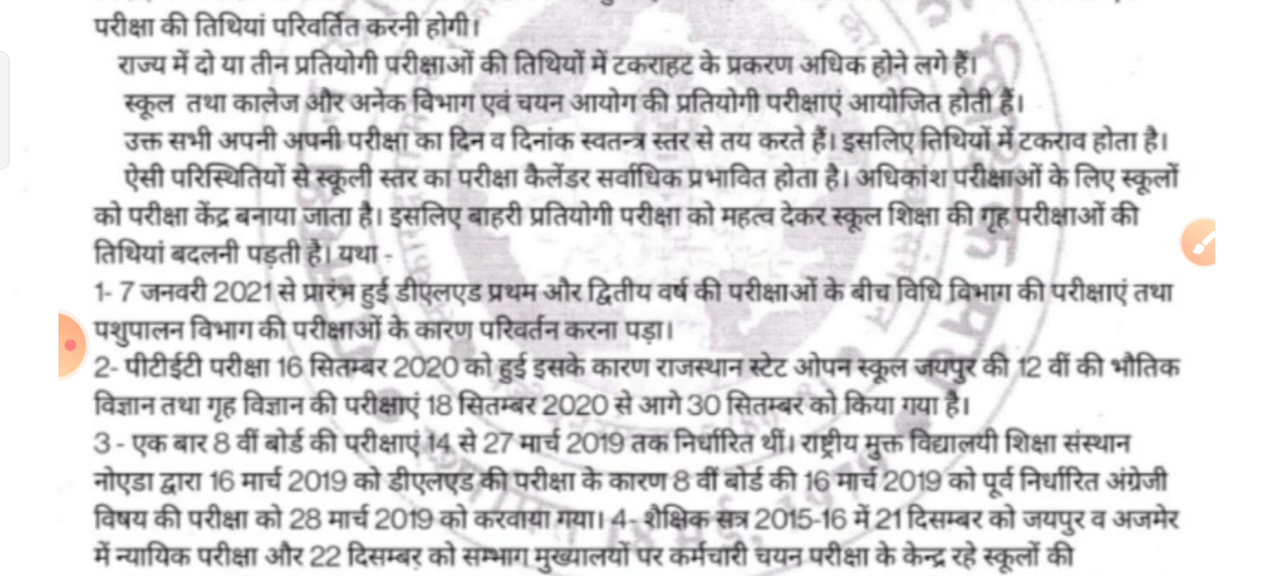 परीक्षा की तिथियां परिवर्तित करनी होगी।
राज्य में दो या तीन प्रतियोगी परीक्षाओं की तिथियों में टकराहट के प्रकरण अधिक होने लगे हैं।
स्कूल तथा कालेज और अनेक विभाग एवं चयन आयोग की प्रतियोगी परीक्षाएं आयोजित होती हैं।
उक्त सभी अपनी अपनी परीक्षा का दिन व दिनांक स्वतन्त्र स्तर से तय करते हैं। इसलिए तिथियों में टकराव होता है।
ऐसी परिस्थितियों से स्कूली स्तर का परीक्षा कैलेंडर सर्वाधिक प्रभावित होता है। अधिकांश परीक्षाओं के लिए स्कूलों
को परीक्षा केंद्र बनाया जाता है। इसलिए बाहरी प्रतियोगी परीक्षा को महत्व देकर स्कूल शिक्षा की गृह परीक्षाओं की
तिथियां बदलनी पड़ती है। यथा -
1- 7 जनवरी 2021 से प्रारंभ हुई डीएलएड प्रथम और द्वितीय वर्ष की परीक्षाओं के बीच विधि विभाग की परीक्षाएं तथा
पशुपालन विभाग की परीक्षाओं के कारण परिवर्तन करना पड़ा।
2- पीटीईटी परीक्षा 16 सितम्बर 2020 को हुई इसके कारण राजस्थान स्टेट ओपन स्कूल जयपुर की 12 वीं की भौतिक
विज्ञान तथा गृह विज्ञान की परीक्षाएं 18 सितम्बर 2020 से आगे 30 सितम्बर को किया गया है।
3 - एक बार 8 वीं बोर्ड की परीक्षाएं 14 से 27 मार्च 2019 तक निर्धारित थीं। राष्ट्रीय मुक्त विद्यालयी शिक्षा संस्थान
नोएडा द्वारा 16 मार्च 2019 को डीएलएड की परीक्षा के कारण 8 वीं बोर्ड की 16 मार्च 2019 को पूर्व निर्धारित अंग्रेजी
विषय की परीक्षा को 28 मार्च 2019 को करवाया गया। 4- शैक्षिक सत्र 2015-16 में 21 दिसम्बर को जयपुर व अजमेर
में न्यायिक परीक्षा और 22 दिसम्बर को सम्भाग मुख्यालयों पर कर्मचारी चयन परीक्षा के केन्द्र रहे स्कूलों की